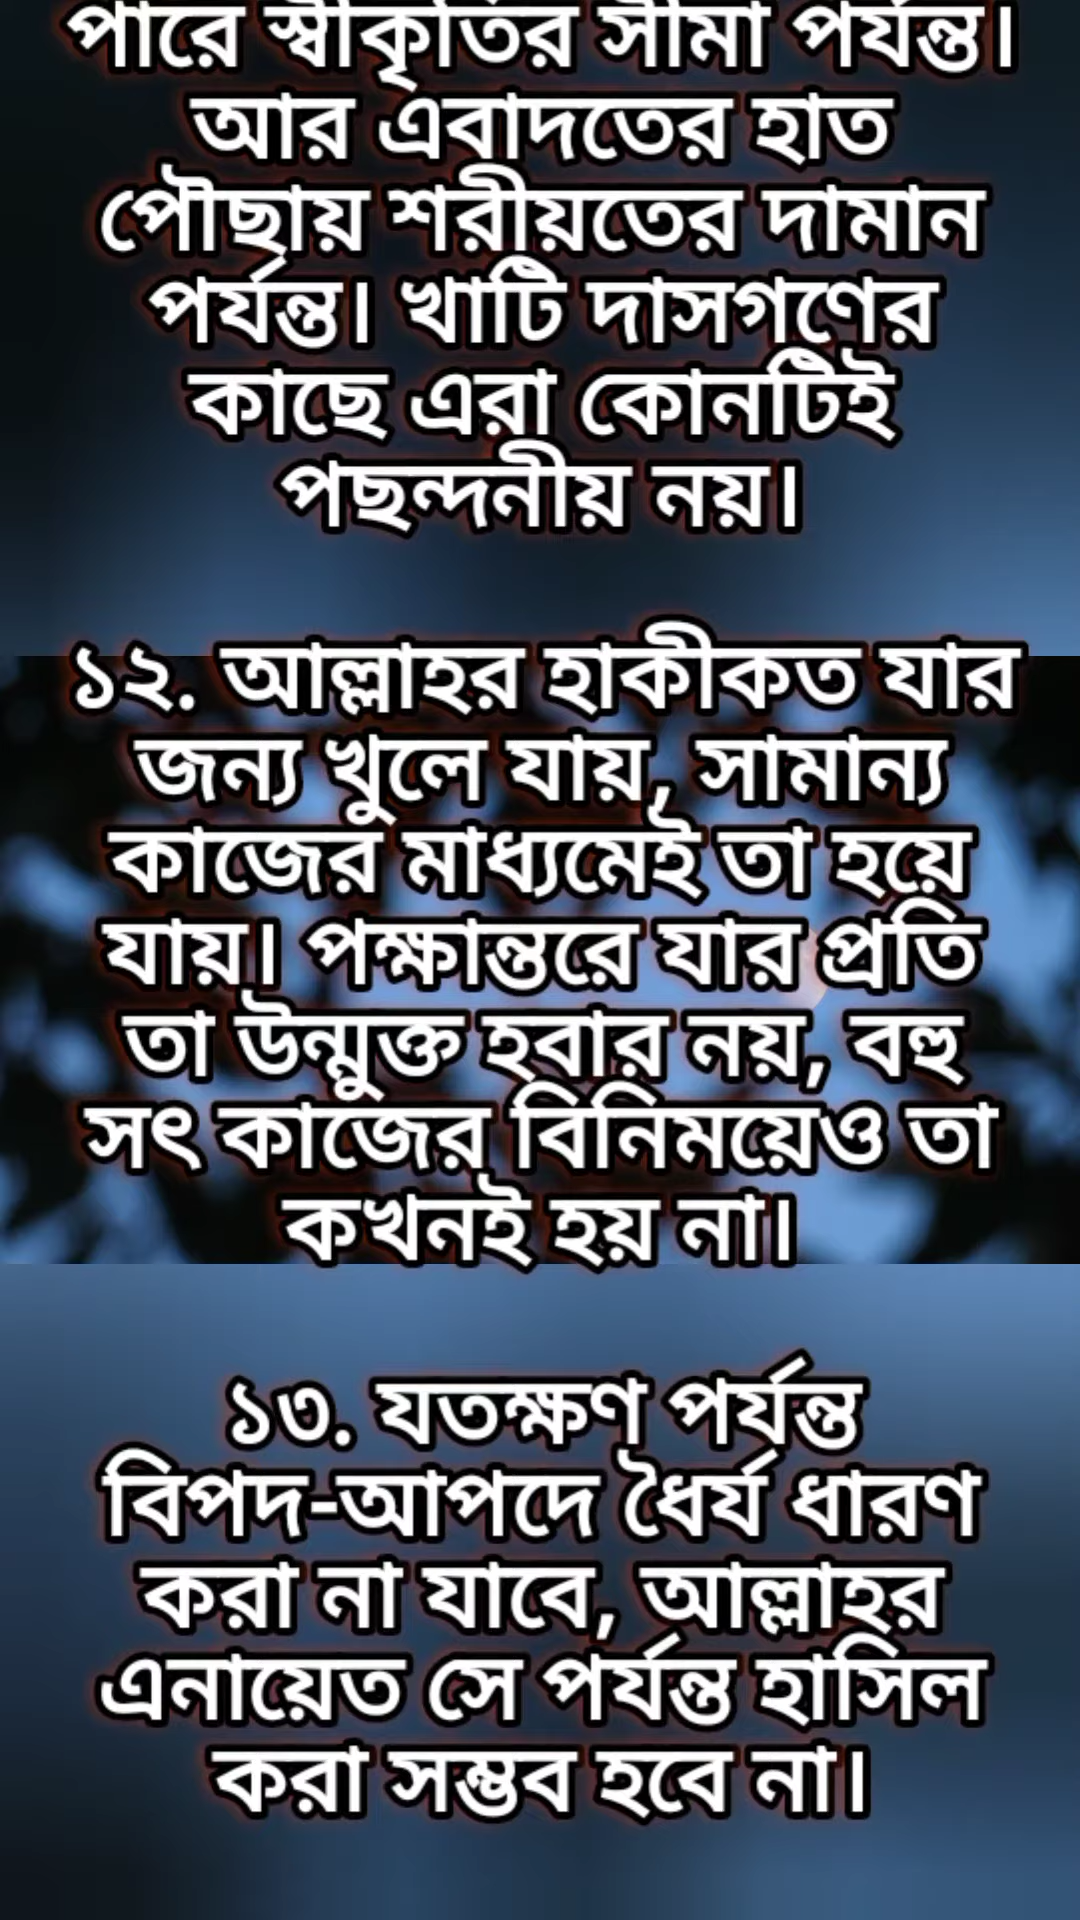 পারে স্বীকৃতির সীমা পর্যন্ত।
আর এবাদতের হাত
পৌছায় শরীয়তের দামান
পর্যন্ত। খাটি দাসগণের
কাছে এরা কোনটিই
পছন্দনীয় নয়।
১২. আল্লাহর হাকীকত যার
জন্য খুলে যায়, সামান্য
কাজের মাধ্যমেই তা হয়ে
যায়। পক্ষান্তরে যার প্রতি
তা উন্মুক্ত হবার নয়, বহু
সৎ কাজের বিনিময়েও তা
কখনই হয় না।
১৩. যতক্ষণ পর্যন্ত
বিপদ-আপদে ধৈর্য ধারণ
করা না যাবে, আল্লাহর
এনায়েত সে পর্যন্ত হাসিল
করা সম্ভব হবে না।